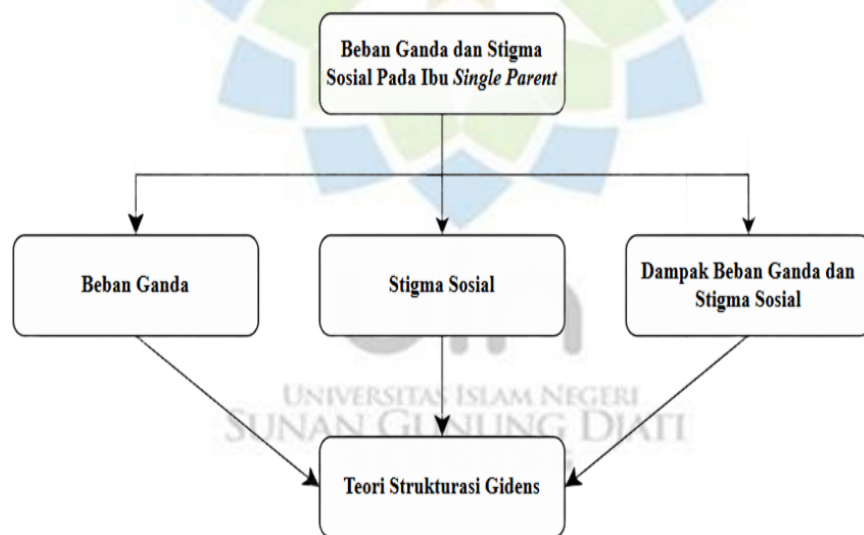 Beban Ganda dan Stigma
Sosial Pada Ibu Single Parent
Beban Ganda
Stigma Sosial
Dampak Beban Ganda dan
Stigma Sosial
UNIVERSITAS ISLAM NEGERI
SUNAN GUNUNG DJATI
Teori Strukturasi Gidens